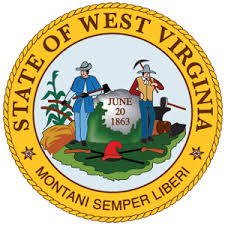 STATE OF WEST VIRGINIA
JUNE
20
1863
MONTANI SEMPER LIBERI